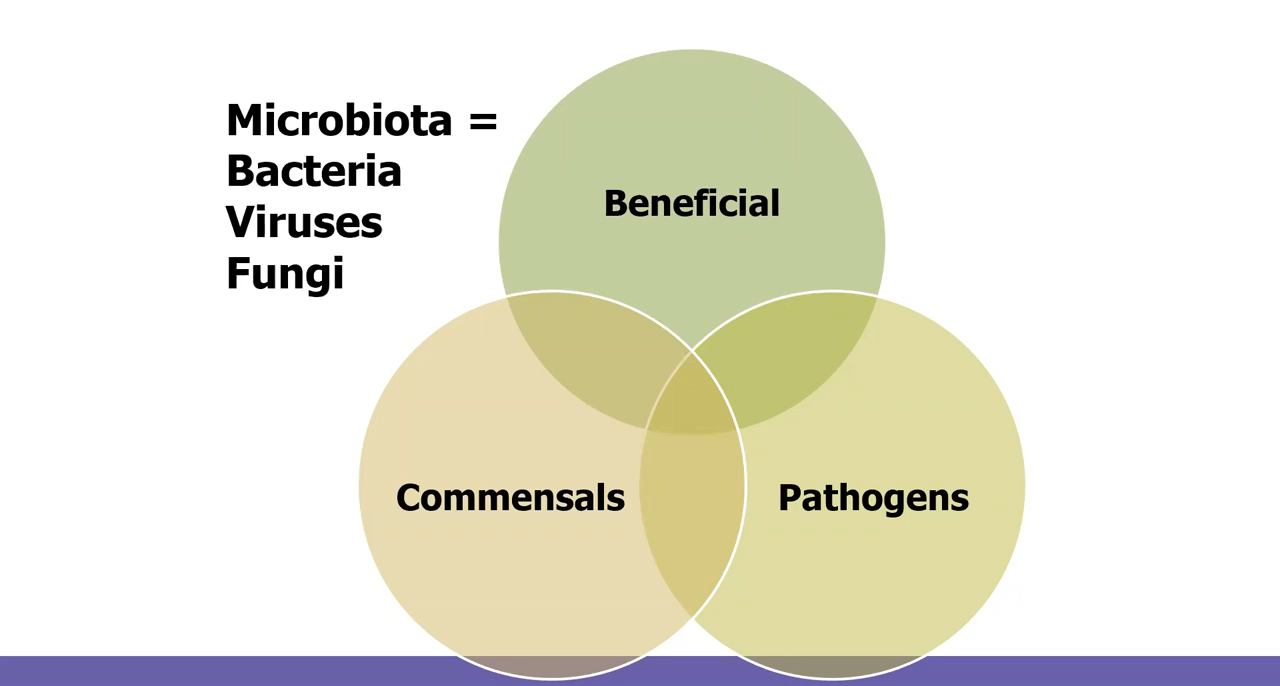 Microbiota =
Bacteria
Viruses
Fungi
Beneficial
Commensals
Pathogens